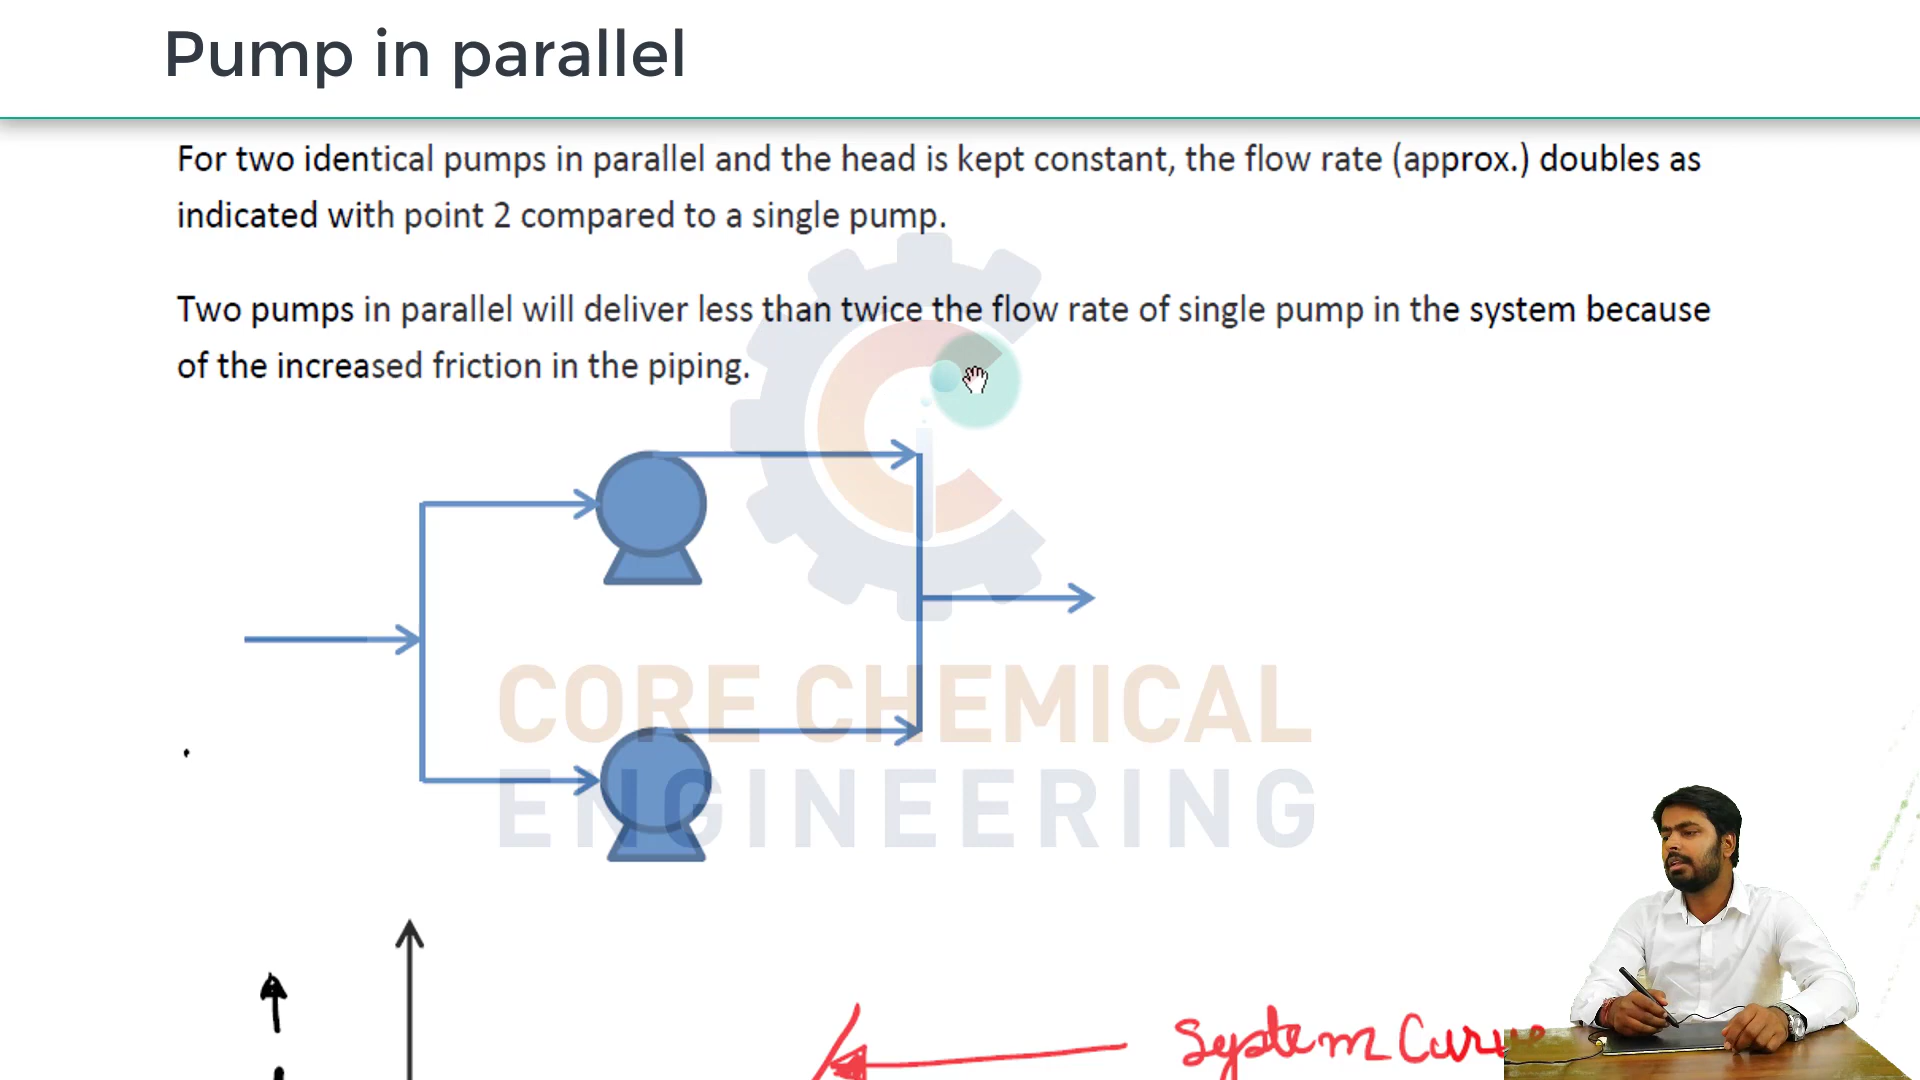 Pump in parallel
For two identical pumps in parallel and the head is kept constant, the flow rate (approx.) doubles as
indicated with point 2 compared to a single pump.
Two pumps in parallel will deliver less than twice the flow rate of single pump in the system because
of the increased friction in the piping.
CORE CHEMICAL
ENGINEERING
System Curve